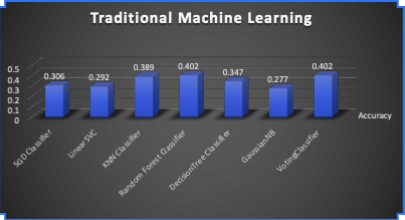 Traditional Machine Learning
0.5
0.4
0.3
0.2
0.1
0
0.306
0.292
0.389
0.402
0.347
0.277
0.402
SGD Classifier
LinearSVC
KNN Classifier
Random Forest Classifier
DecisionTree Classifier
GaussianNB
VotingClassifier
Accuracy